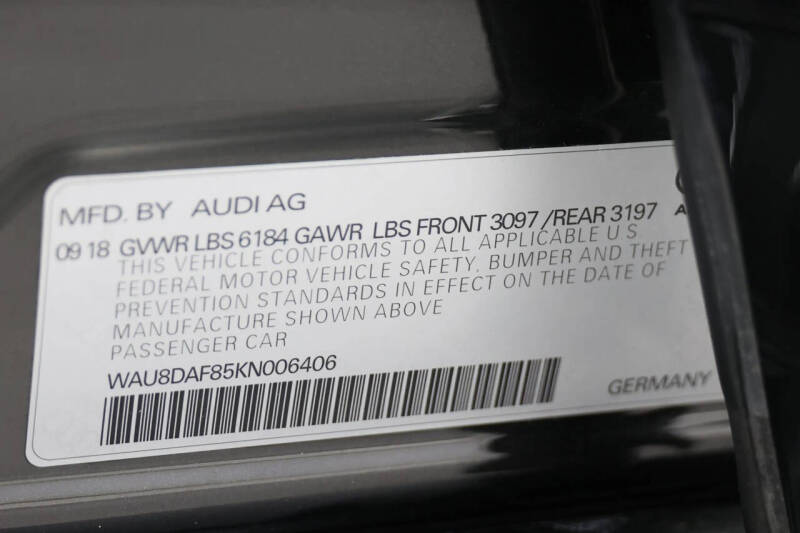 MFD. BY AUDI AG
09 18 GVWR LBS 6184 GAWR LBS FRONT 3097 /REAR 3197
THIS VEHICLE CONFORMS TO ALL APPLICABLE U S
FEDERAL MOTOR VEHICLE SAFETY, BUMPER AND THEFT
PREVENTION STANDARDS IN EFFECT ON THE DATE OF
MANUFACTURE SHOWN ABOVE
PASSENGER CAR
WAU8DAF85KN006406
GERMANY